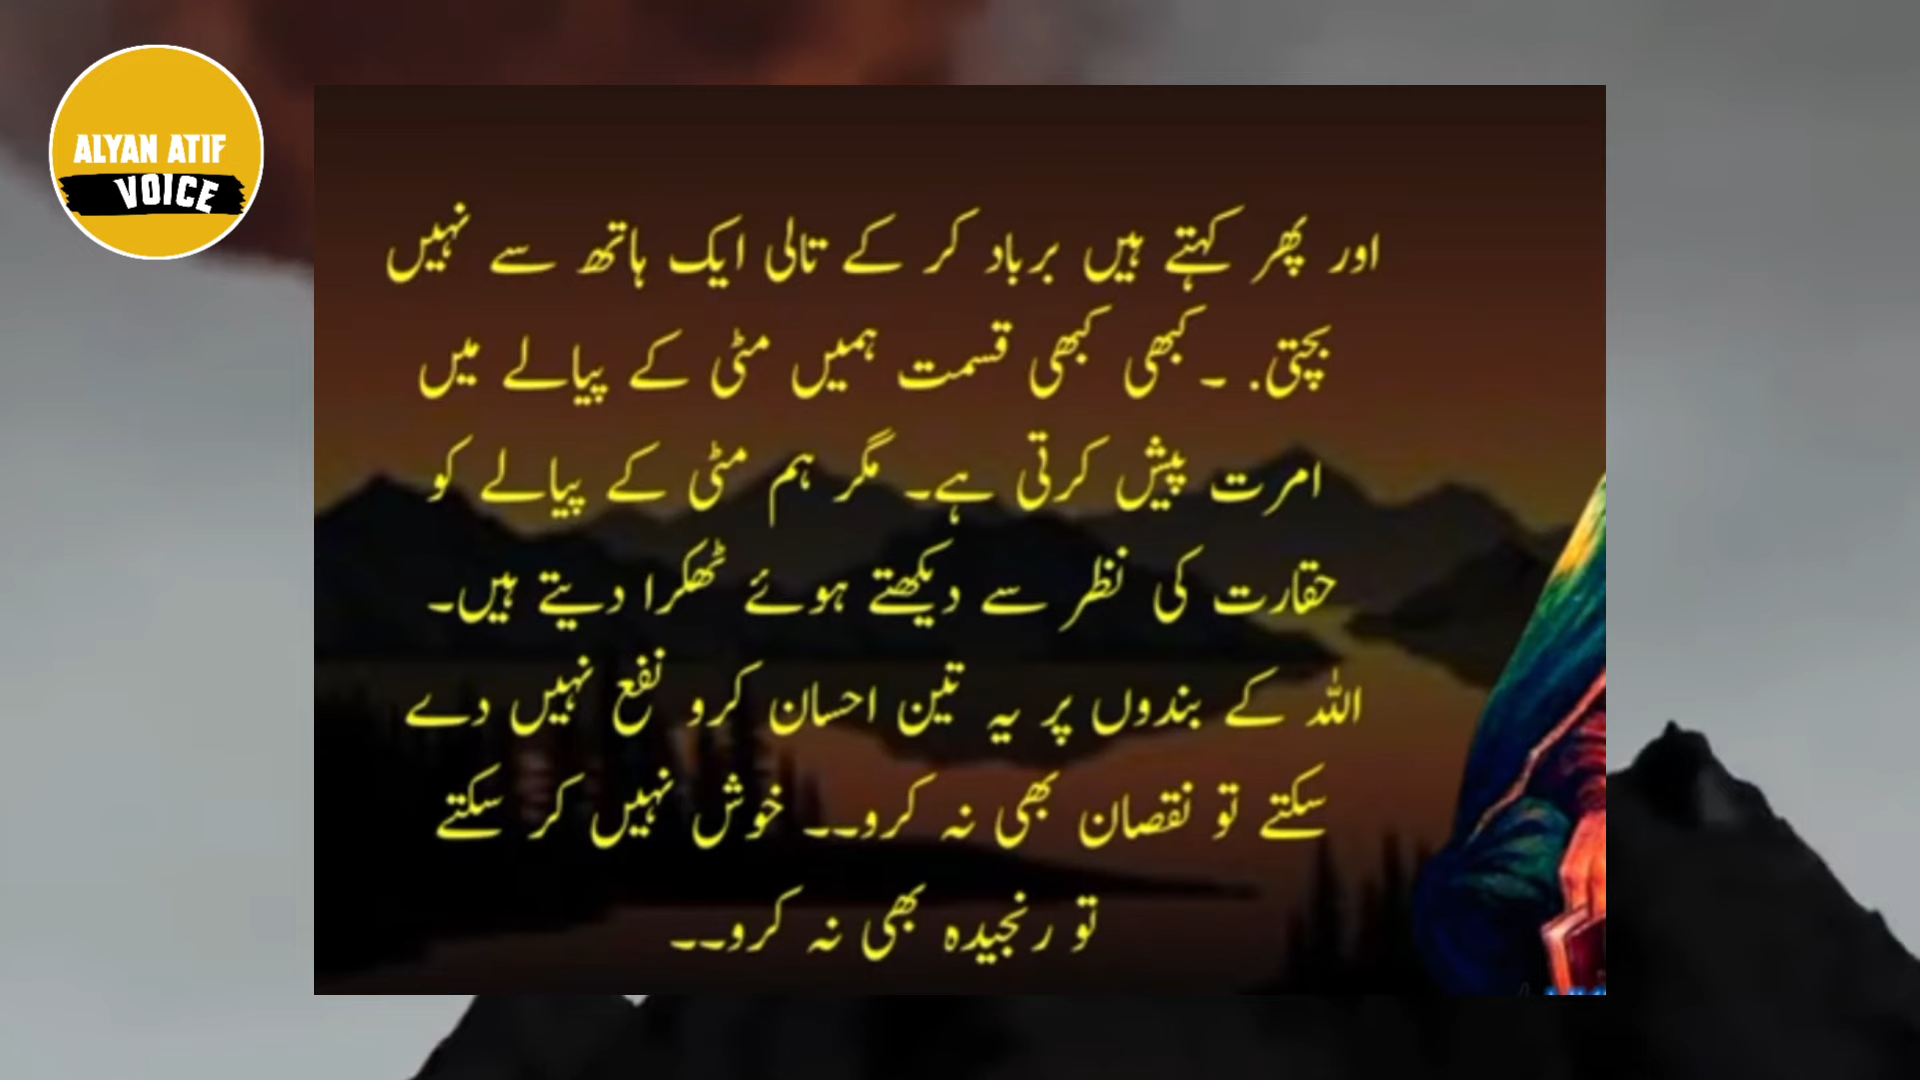 ALYAN ATIF
VOICE
اور پھر کہتے ہیں برباد کر کے تالی ایک ہاتھ سے نہیں
بجتی. ۔ کبھی کبھی قسمت ہمیں مٹی کے پیالے میں
امرت پیش کرتی ہے۔ مگر ہم مٹی کے پیالے کو
حقارت کی نظر سے دیکھتے ہوئے ٹھکرا دیتے ہیں۔
اللہ کے بندوں پر یہ تین احسان کرو نفع نہیں دے
سکتے تو نقصان بھی نہ کرو۔۔ خوش نہیں کر سکتے
تو رنجیدہ بھی نہ کرو۔۔